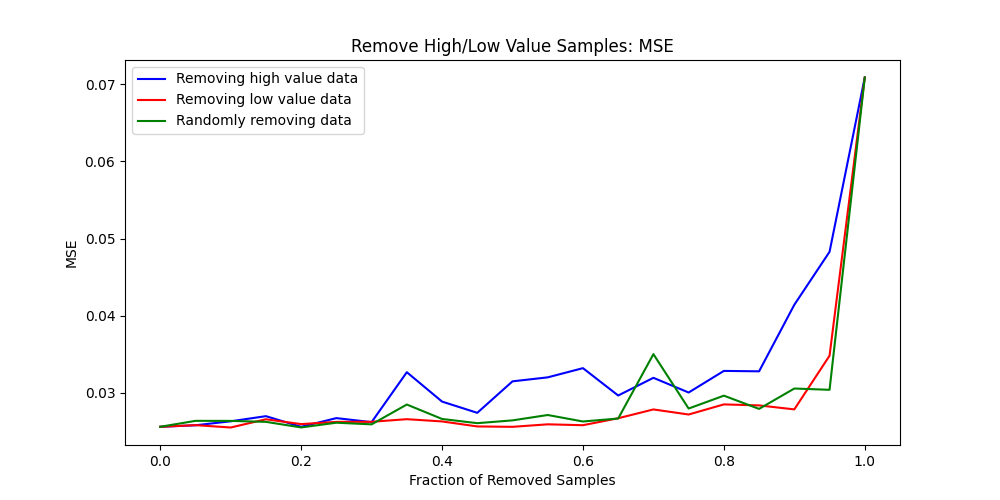 Remove High/Low Value Samples: MSE
Removing high value data
Removing low value data
Randomly removing data
0.07
0.06
0.05
0.04
0.03
MSE
0.0 0.2 0.4 0.6 0.8 1.0
Fraction of Removed Samples